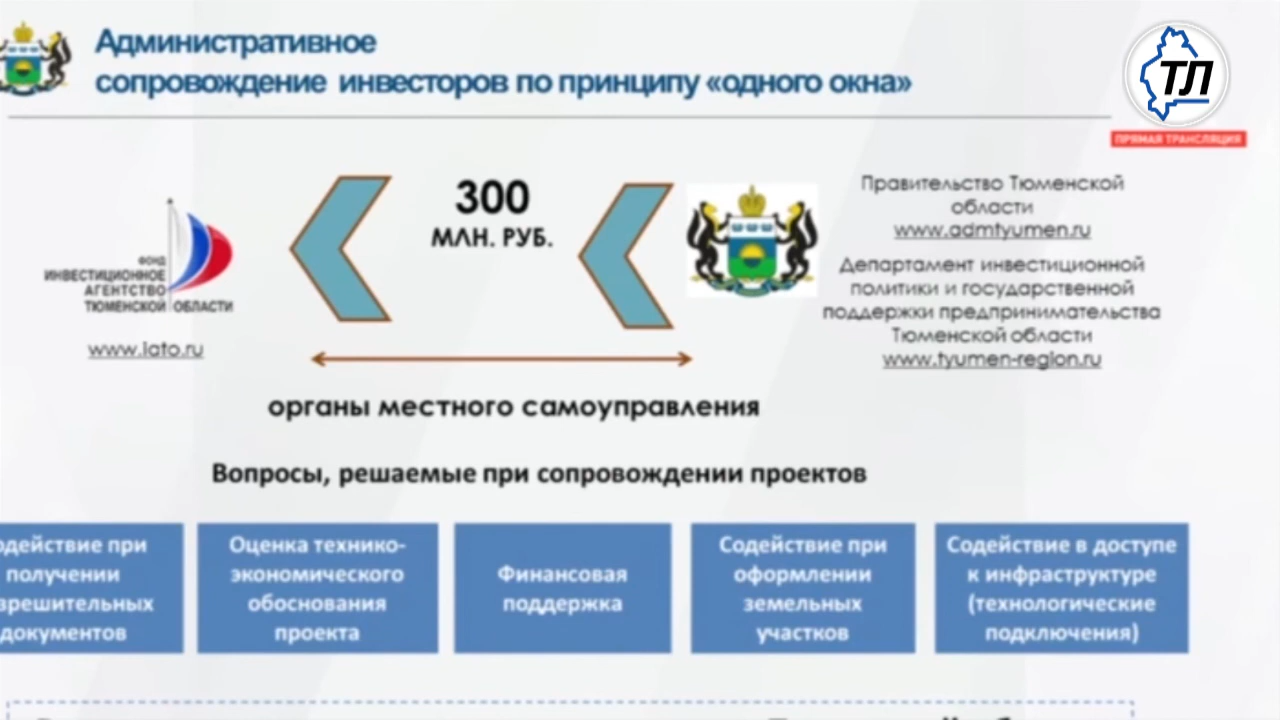 Административное
сопровождение инвесторов по принципу «одного окна»
ТЛ
ПРЯМАЯ ТРАНСЛЯЦИЯ
300
МЛН. РУБ.
Правительство Тюменской
области
www.admtyumen.ru
Департамент инвестиционной
политики и государственной
поддержки предпринимательства
Тюменской области
www.tyumen-region.ru
ФОНД
ИНВЕСТИЦИОННОЕ
АГЕНТСТВО
ТЮМЕНСКОЙ ОБЛАСТИ
www.iato.ru
органы местного самоуправления
Вопросы, решаемые при сопровождении проектов
одействие при
получении
зрешительных
документов
Оценка технико-
экономического
обоснования
проекта
Финансовая
поддержка
Содействие при
оформлении
земельных
участков
Содействие в доступе
к инфраструктуре
(технологические
подключения)